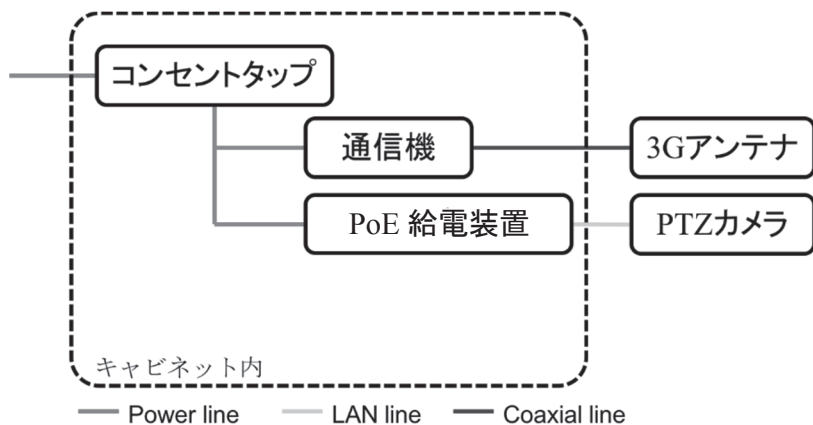 コンセントタップ
通信機
3Gアンテナ
PoE 給電装置
PTZカメラ
キャビネット内
Power line
LAN line
Coaxial line